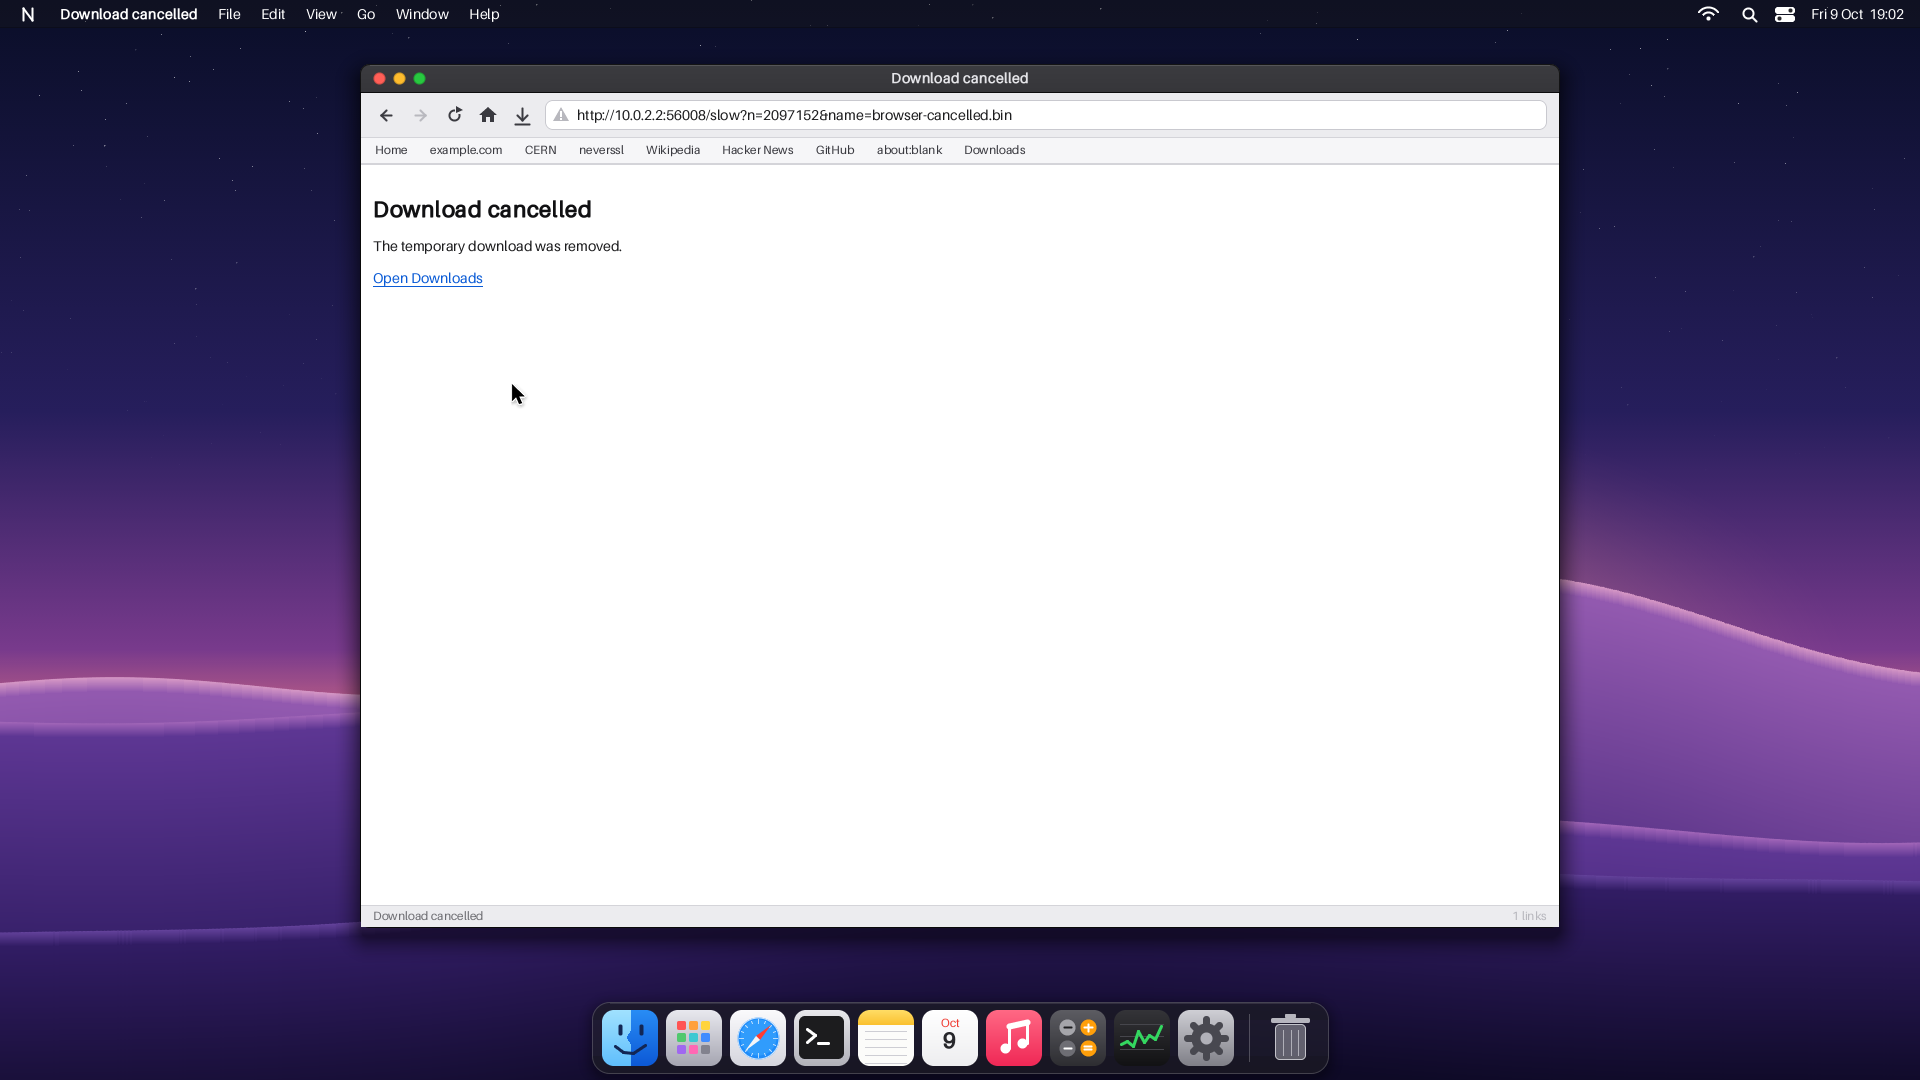 N Download cancelled File Edit View Go Window Help Fri 9 Oct 19:02
Download cancelled
http://10.0.2.2:56008/slow?n=2097152&name=browser-cancelled.bin
Home example.com CERN neverssl Wikipedia Hacker News GitHub about:blank Downloads
Download cancelled
The temporary download was removed.
Open Downloads
Download cancelled 1 links
Oct
9